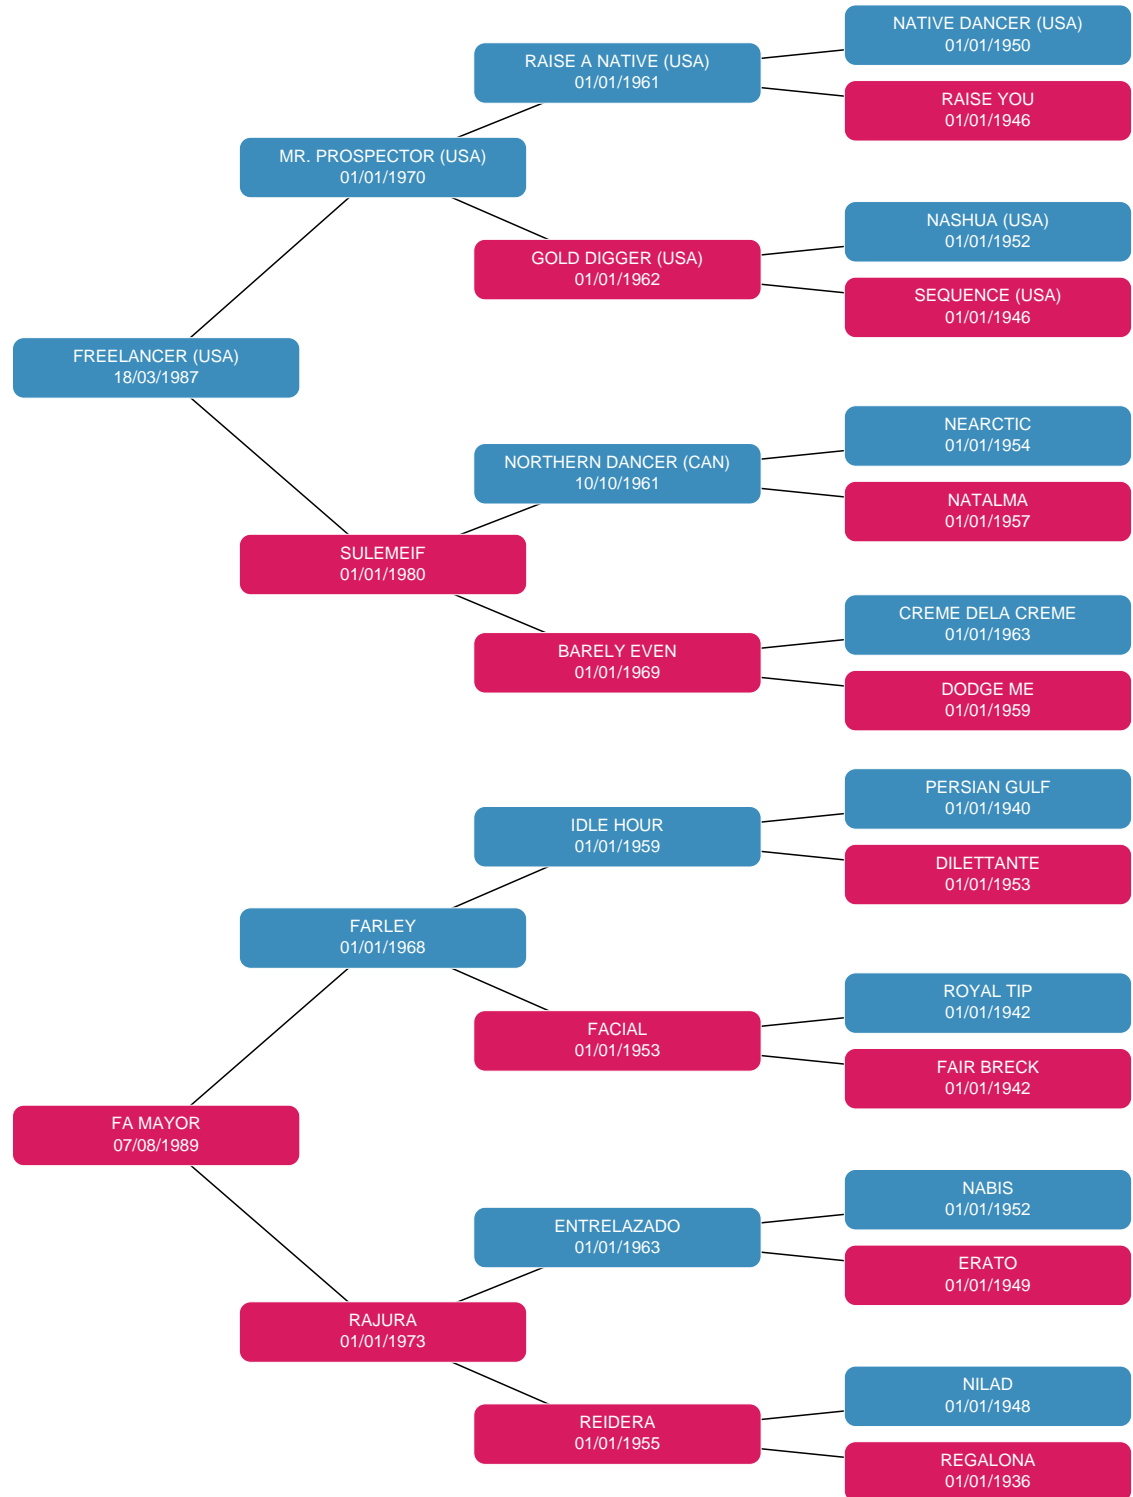 NATIVE DANCER (USA)
01/01/1950
RAISE A NATIVE (USA)
01/01/1961
RAISE YOU
01/01/1946
MR. PROSPECTOR (USA)
01/01/1970
NASHUA (USA)
01/01/1952
GOLD DIGGER (USA)
01/01/1962
SEQUENCE (USA)
01/01/1946
FREELANCER (USA)
18/03/1987
NEARCTIC
01/01/1954
NORTHERN DANCER (CAN)
10/10/1961
NATALMA
01/01/1957
SULEMEIF
01/01/1980
CREME DELA CREME
01/01/1963
BARELY EVEN
01/01/1969
DODGE ME
01/01/1959
PERSIAN GULF
01/01/1940
IDLE HOUR
01/01/1959
DILETTANTE
01/01/1953
FARLEY
01/01/1968
ROYAL TIP
01/01/1942
FACIAL
01/01/1953
FAIR BRECK
01/01/1942
FA MAYOR
07/08/1989
NABIS
01/01/1952
ENTRELAZADO
01/01/1963
ERATO
01/01/1949
RAJURA
01/01/1973
NILAD
01/01/1948
REIDERA
01/01/1955
REGALONA
01/01/1936